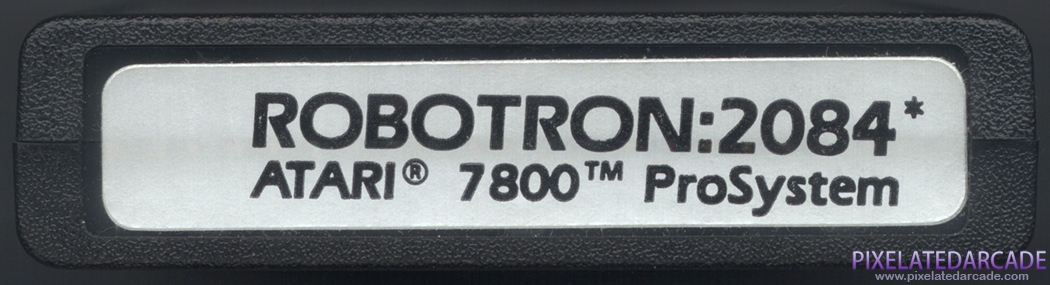 ROBOTRON:2084*
ATARI® 7800™ ProSystem
PIXELATEDARCADE
www.pixelatedarcade.com